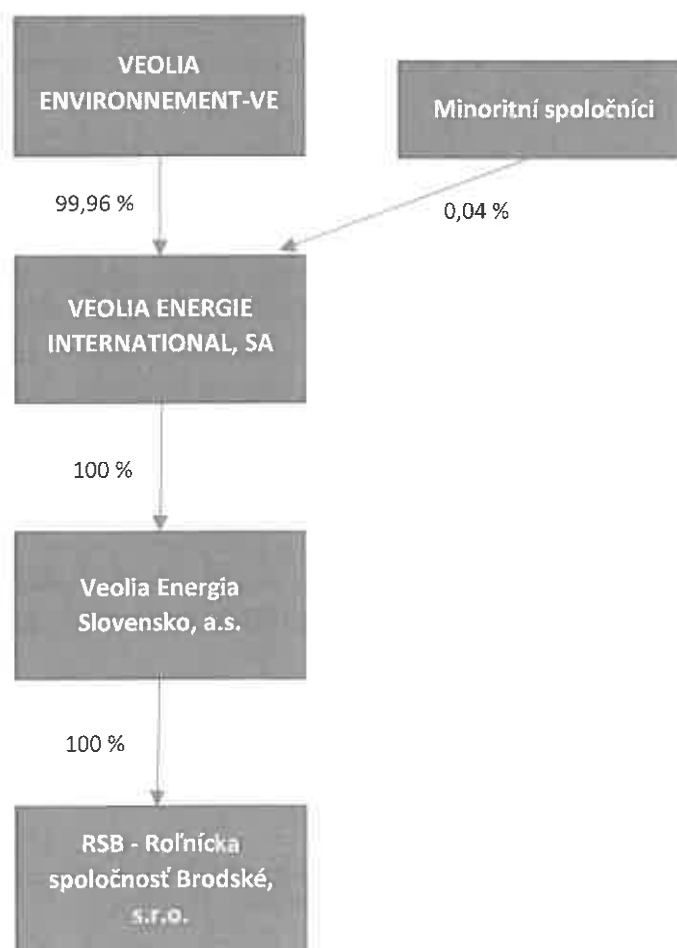 VEOLIA
ENVIRONNEMENT-VE
Minoritní spoločníci
99,96 %
0,04 %
VEOLIA ENERGIE
INTERNATIONAL, SA
100 %
Veolia Energia
Slovensko, a.s.
100 %
RSB - Roľnícka
spoločnosť Brodské,
s.r.o.